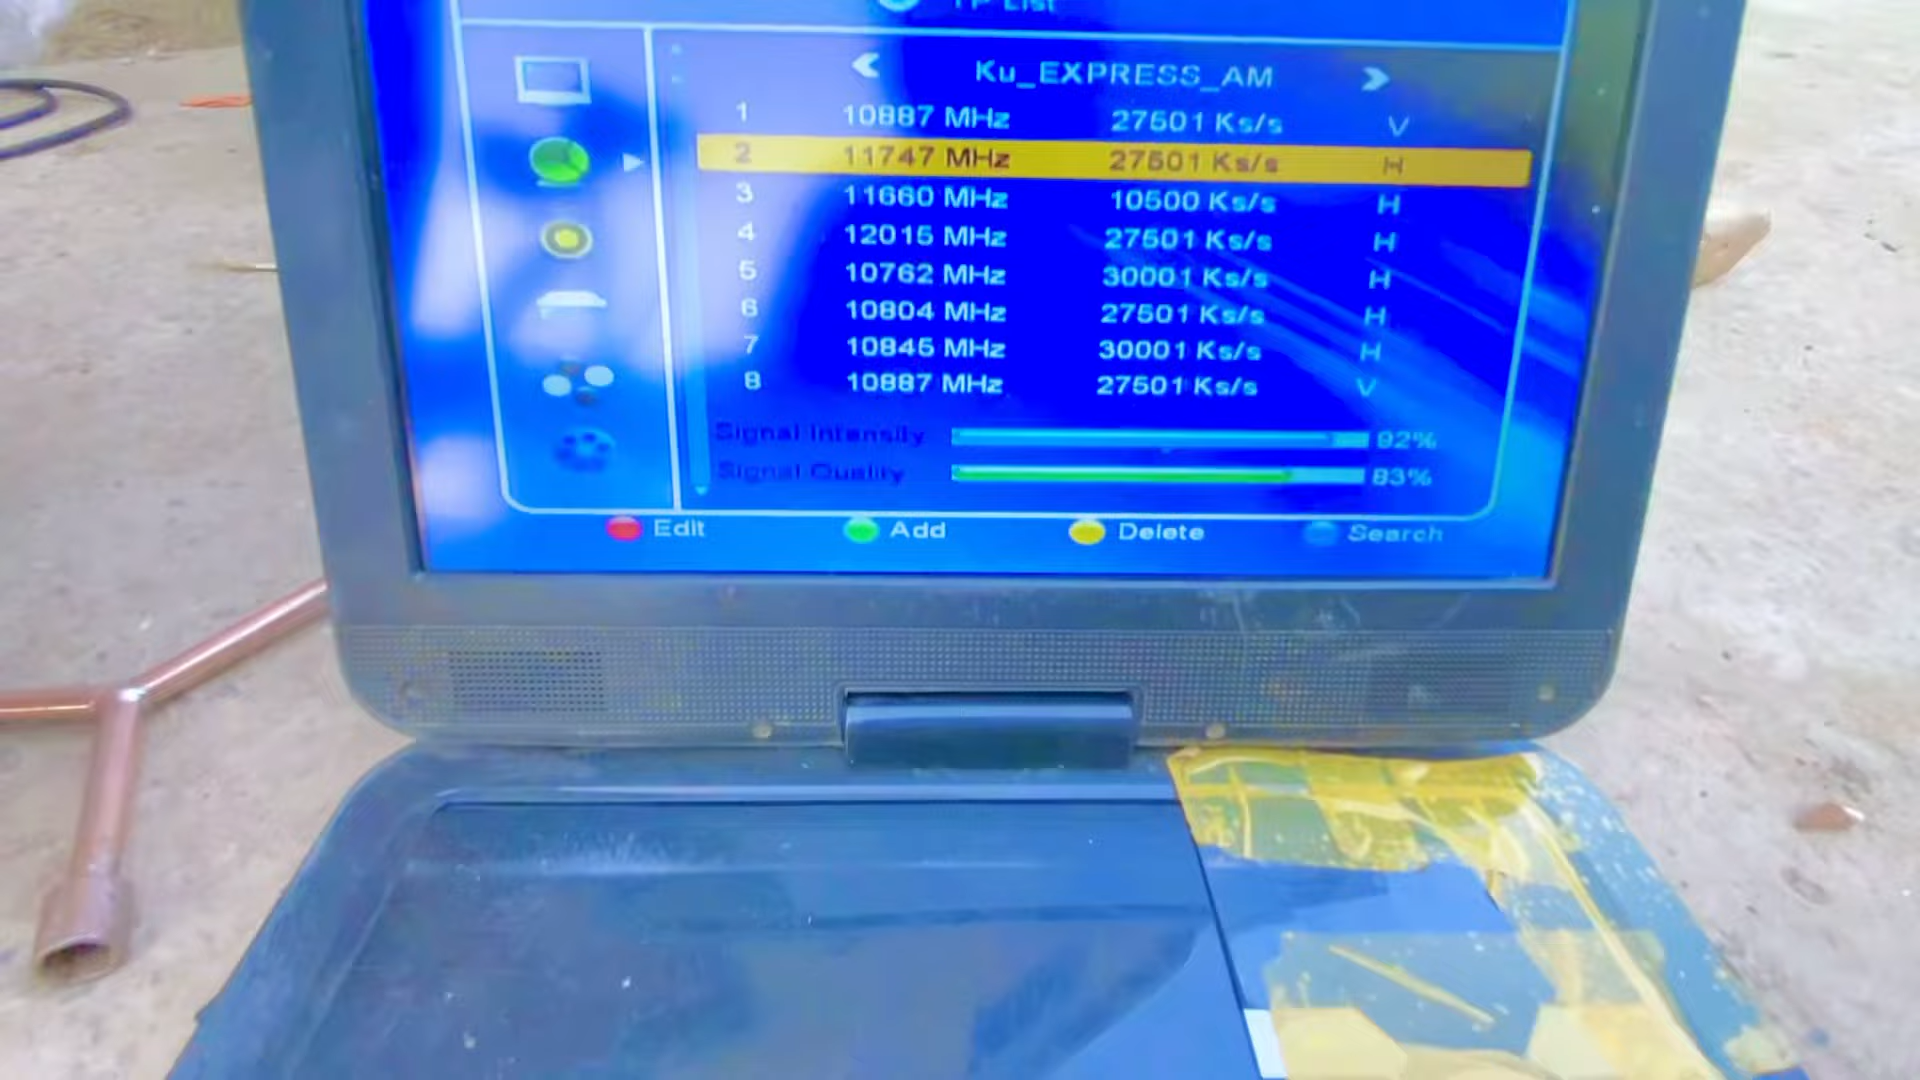 TP List
Ku_EXPRESS_AM
1 10887 MHz 27501 Ks/s V
2 11747 MHz 27501 Ks/s H
3 11660 MHz 10500 Ks/s H
4 12015 MHz 27501 Ks/s H
5 10762 MHz 30001 Ks/s H
6 10804 MHz 27501 Ks/s H
7 10845 MHz 30001 Ks/s H
8 10887 MHz 27501 Ks/s V
Signal Intensity 92%
Signal Quality 83%
Edit Add Delete Search